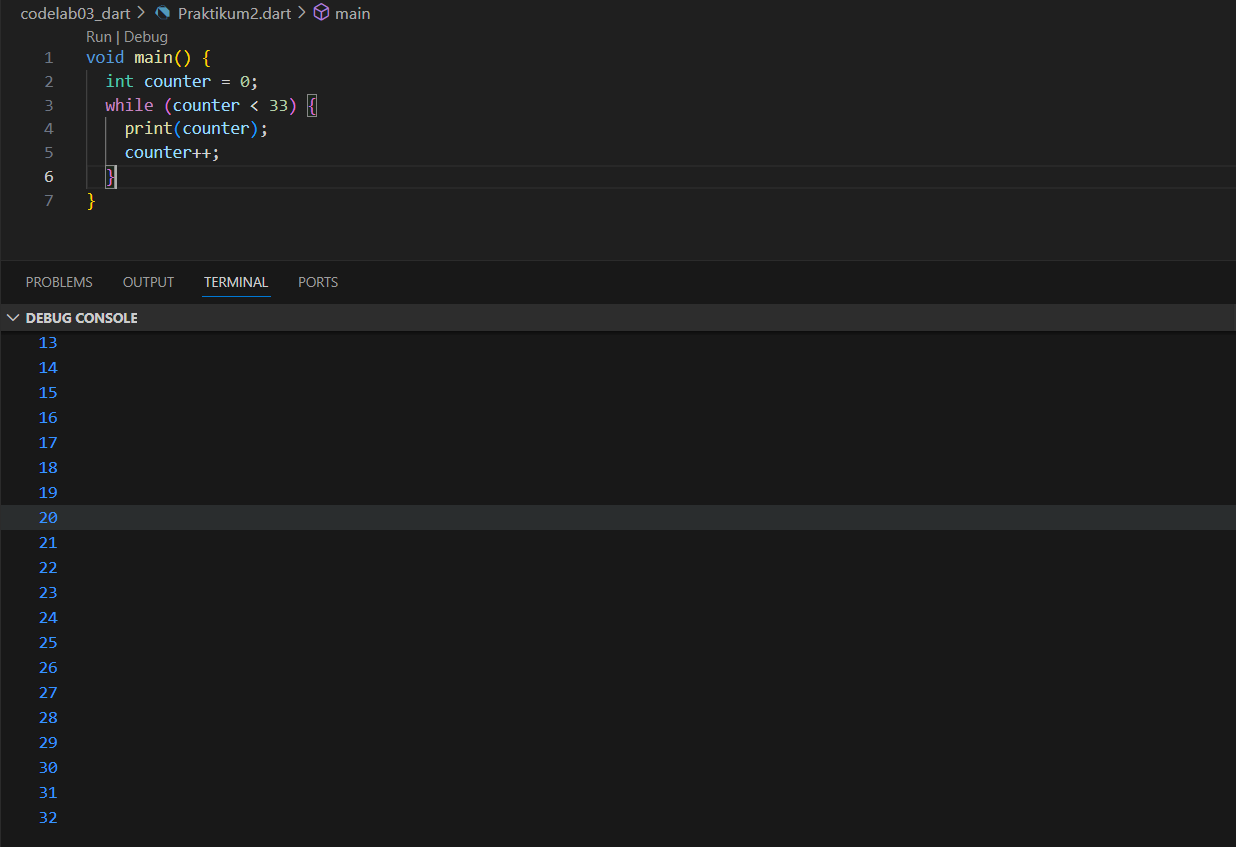 codelab03_dart > Praktikum2.dart > main
Run | Debug
1 void main() {
2 int counter = 0;
3 while (counter < 33) {
4 print(counter);
5 counter++;
6 }
7 }
PROBLEMS OUTPUT TERMINAL PORTS
DEBUG CONSOLE
13
14
15
16
17
18
19
20
21
22
23
24
25
26
27
28
29
30
31
32